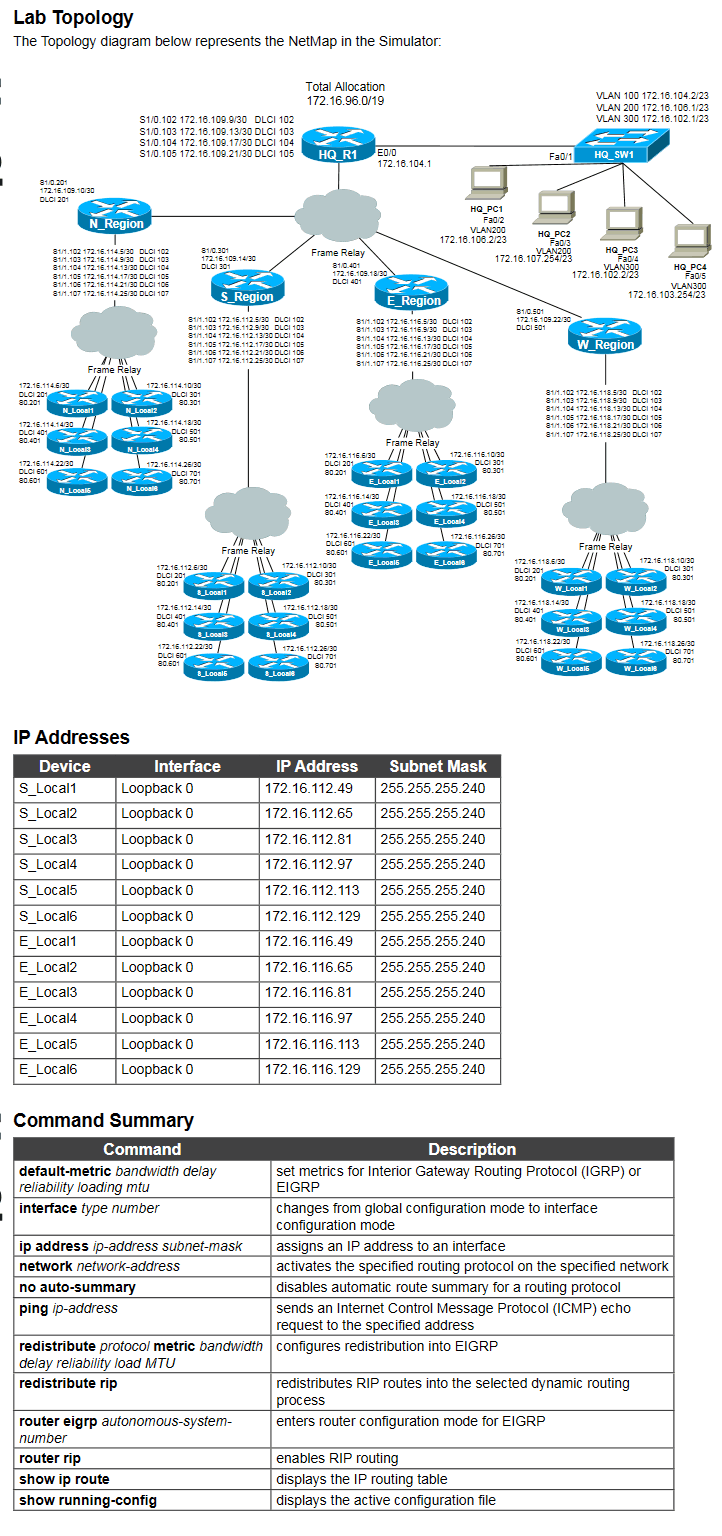 Lab Topology
The Topology diagram below represents the NetMap in the Simulator:
Total Allocation
172.16.96.0/19
S1/0.102 172.16.109.9/30 DLCI 102
S1/0.103 172.16.109.13/30 DLCI 103
S1/0.104 172.16.109.17/30 DLCI 104
S1/0.105 172.16.109.21/30 DLCI 105
HQ_R1
E0/0
172.16.104.1
VLAN 100 172.16.104.2/23
VLAN 200 172.16.106.1/23
VLAN 300 172.16.102.1/23
Fa0/1
HQ_SW1
HQ_PC1
Fa0/2
VLAN200
172.16.106.2/23
HQ_PC2
Fa0/3
VLAN200
172.16.107.254/23
HQ_PC3
Fa0/4
VLAN300
172.16.102.2/23
HQ_PC4
Fa0/5
VLAN300
172.16.103.254/23
Frame Relay
S1/0.201
172.16.109.10/30
DLCI 201
N_Region
S1/1.102 172.16.114.5/30 DLCI 102
S1/1.103 172.16.114.9/30 DLCI 103
S1/1.104 172.16.114.13/30 DLCI 104
S1/1.105 172.16.114.17/30 DLCI 105
S1/1.106 172.16.114.21/30 DLCI 106
S1/1.107 172.16.114.25/30 DLCI 107
Frame Relay
172.16.114.6/30
DLCI 201
S0.201
N_Local1
172.16.114.10/30
DLCI 301
S0.301
N_Local2
172.16.114.14/30
DLCI 401
S0.401
N_Local3
172.16.114.18/30
DLCI 501
S0.501
N_Local4
172.16.114.22/30
DLCI 601
S0.601
N_Local5
172.16.114.26/30
DLCI 701
S0.701
N_Local6
S1/0.301
172.16.109.14/30
DLCI 301
S_Region
S1/1.102 172.16.112.5/30 DLCI 102
S1/1.103 172.16.112.9/30 DLCI 103
S1/1.104 172.16.112.13/30 DLCI 104
S1/1.105 172.16.112.17/30 DLCI 105
S1/1.106 172.16.112.21/30 DLCI 106
S1/1.107 172.16.112.25/30 DLCI 107
Frame Relay
172.16.112.6/30
DLCI 201
S0.201
S_Local1
172.16.112.10/30
DLCI 301
S0.301
S_Local2
172.16.112.14/30
DLCI 401
S0.401
S_Local3
172.16.112.18/30
DLCI 501
S0.501
S_Local4
172.16.112.22/30
DLCI 601
S0.601
S_Local5
172.16.112.26/30
DLCI 701
S0.701
S_Local6
S1/0.401
172.16.109.18/30
DLCI 401
E_Region
S1/1.102 172.16.116.5/30 DLCI 102
S1/1.103 172.16.116.9/30 DLCI 103
S1/1.104 172.16.116.13/30 DLCI 104
S1/1.105 172.16.116.17/30 DLCI 105
S1/1.106 172.16.116.21/30 DLCI 106
S1/1.107 172.16.116.25/30 DLCI 107
Frame Relay
172.16.116.6/30
DLCI 201
S0.201
E_Local1
172.16.116.10/30
DLCI 301
S0.301
E_Local2
172.16.116.14/30
DLCI 401
S0.401
E_Local3
172.16.116.18/30
DLCI 501
S0.501
E_Local4
172.16.116.22/30
DLCI 601
S0.601
E_Local5
172.16.116.26/30
DLCI 701
S0.701
E_Local6
S1/0.501
172.16.109.22/30
DLCI 501
W_Region
S1/1.102 172.16.118.5/30 DLCI 102
S1/1.103 172.16.118.9/30 DLCI 103
S1/1.104 172.16.118.13/30 DLCI 104
S1/1.105 172.16.118.17/30 DLCI 105
S1/1.106 172.16.118.21/30 DLCI 106
S1/1.107 172.16.118.25/30 DLCI 107
Frame Relay
172.16.118.6/30
DLCI 201
S0.201
W_Local1
172.16.118.10/30
DLCI 301
S0.301
W_Local2
172.16.118.14/30
DLCI 401
S0.401
W_Local3
172.16.118.18/30
DLCI 501
S0.501
W_Local4
172.16.118.22/30
DLCI 601
S0.601
W_Local5
172.16.118.26/30
DLCI 701
S0.701
W_Local6
IP Addresses
Device Interface IP Address Subnet Mask
S_Local1 Loopback 0 172.16.112.49 255.255.255.240
S_Local2 Loopback 0 172.16.112.65 255.255.255.240
S_Local3 Loopback 0 172.16.112.81 255.255.255.240
S_Local4 Loopback 0 172.16.112.97 255.255.255.240
S_Local5 Loopback 0 172.16.112.113 255.255.255.240
S_Local6 Loopback 0 172.16.112.129 255.255.255.240
E_Local1 Loopback 0 172.16.116.49 255.255.255.240
E_Local2 Loopback 0 172.16.116.65 255.255.255.240
E_Local3 Loopback 0 172.16.116.81 255.255.255.240
E_Local4 Loopback 0 172.16.116.97 255.255.255.240
E_Local5 Loopback 0 172.16.116.113 255.255.255.240
E_Local6 Loopback 0 172.16.116.129 255.255.255.240
Command Summary
Command Description
default-metric bandwidth delay
reliability loading mtu
set metrics for Interior Gateway Routing Protocol (IGRP) or
EIGRP
interface type number
changes from global configuration mode to interface
configuration mode
ip address ip-address subnet-mask assigns an IP address to an interface
network network-address activates the specified routing protocol on the specified network
no auto-summary disables automatic route summary for a routing protocol
ping ip-address
sends an Internet Control Message Protocol (ICMP) echo
request to the specified address
redistribute protocol metric bandwidth
delay reliability load MTU
configures redistribution into EIGRP
redistribute rip
redistributes RIP routes into the selected dynamic routing
process
router eigrp autonomous-system-
number
enters router configuration mode for EIGRP
router rip enables RIP routing
show ip route displays the IP routing table
show running-config displays the active configuration file